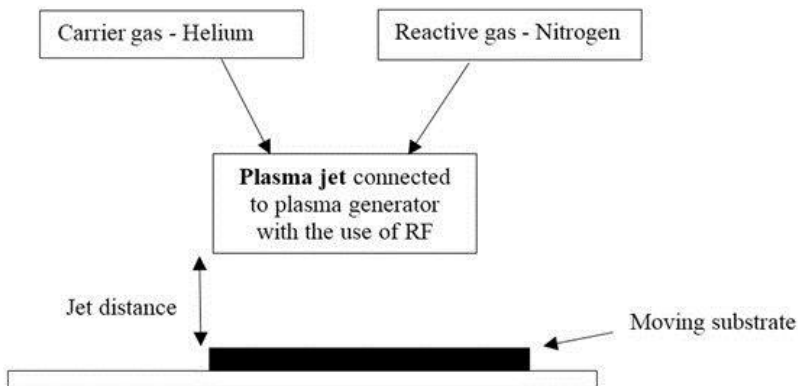 Carrier gas - Helium
Reactive gas - Nitrogen
Plasma jet connected
to plasma generator
with the use of RF
Jet distance
Moving substrate